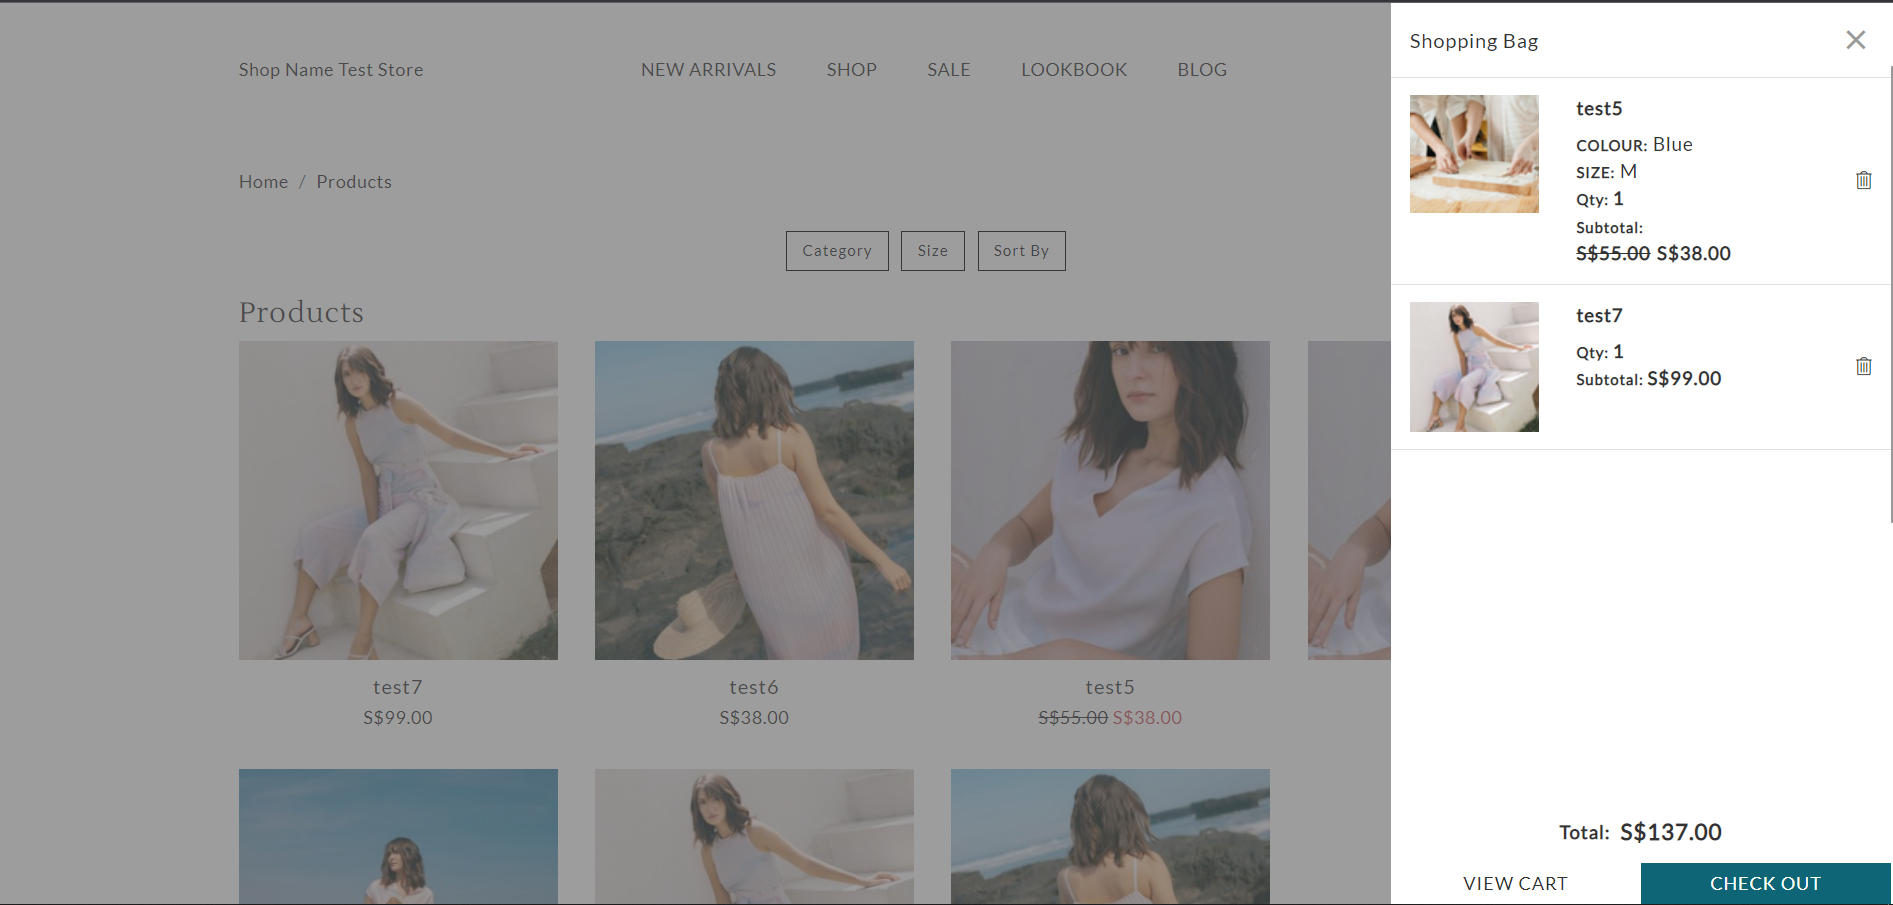 Shop Name Test Store
NEW ARRIVALS SHOP SALE LOOKBOOK BLOG
Home / Products
Category Size Sort By
Products
test7
S$99.00
test6
S$38.00
test5
S$55.00 S$38.00
Shopping Bag
test5
COLOUR: Blue
SIZE: M
Qty: 1
Subtotal:
S$55.00 S$38.00
test7
Qty: 1
Subtotal: S$99.00
Total: S$137.00
VIEW CART CHECK OUT